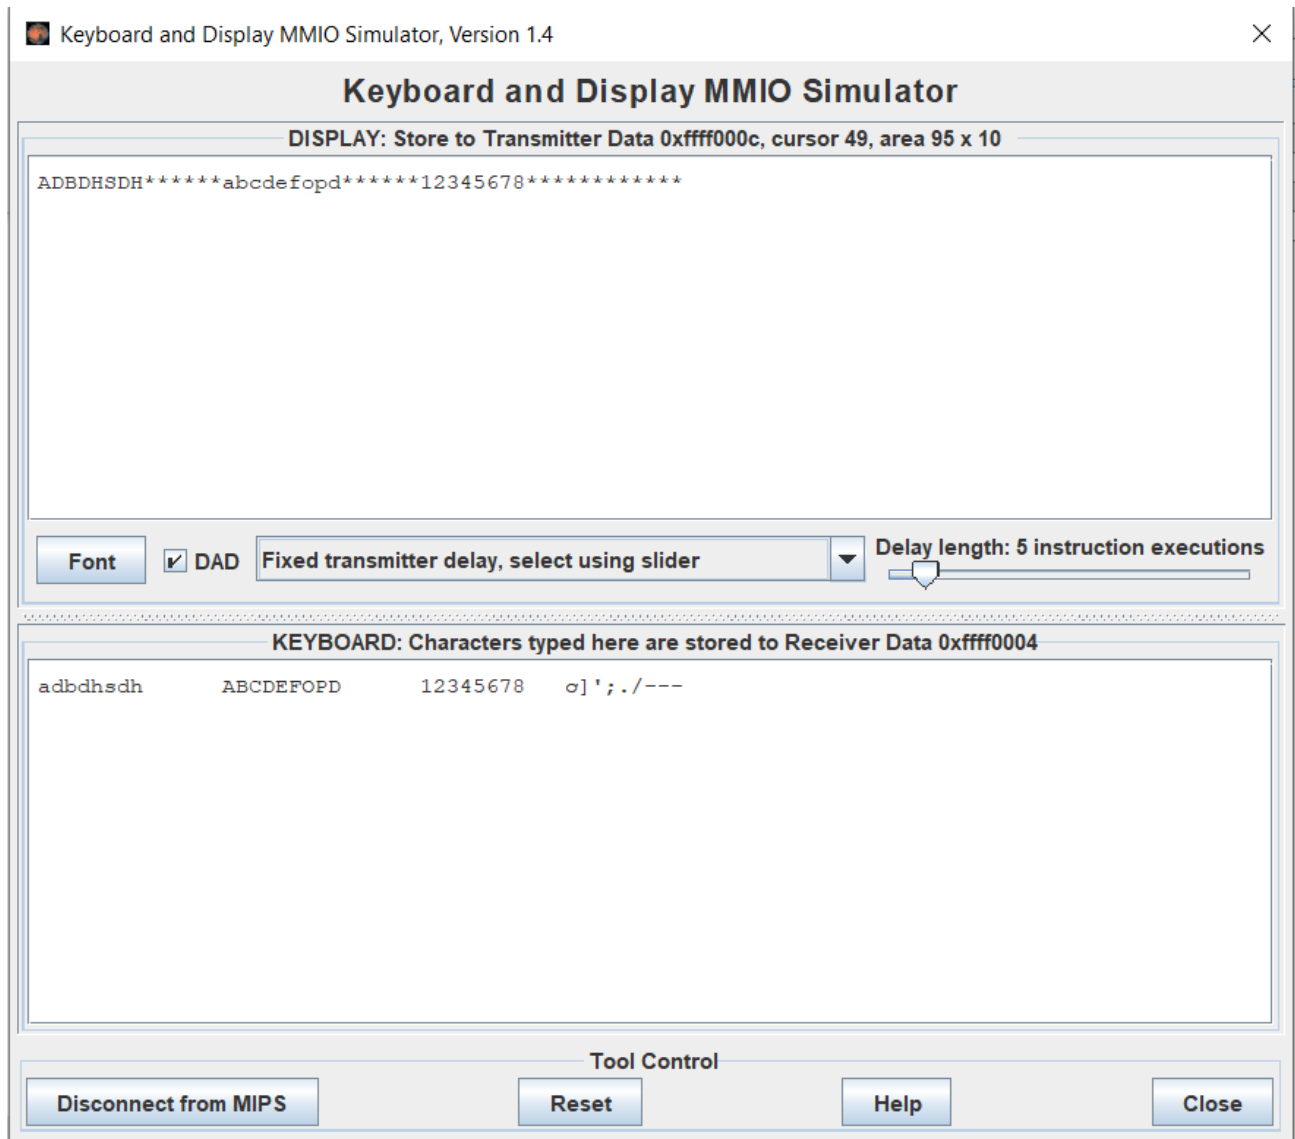 Keyboard and Display MMIO Simulator, Version 1.4
Keyboard and Display MMIO Simulator
DISPLAY: Store to Transmitter Data 0xffff000c, cursor 49, area 95 x 10
ADBDHSDH******abcdefopd******12345678************
Font DAD Fixed transmitter delay, select using slider Delay length: 5 instruction executions
KEYBOARD: Characters typed here are stored to Receiver Data 0xffff0004
adbdhsdh      ABCDEFOPD      12345678   ơ]';./---
Tool Control
Disconnect from MIPS Reset Help Close